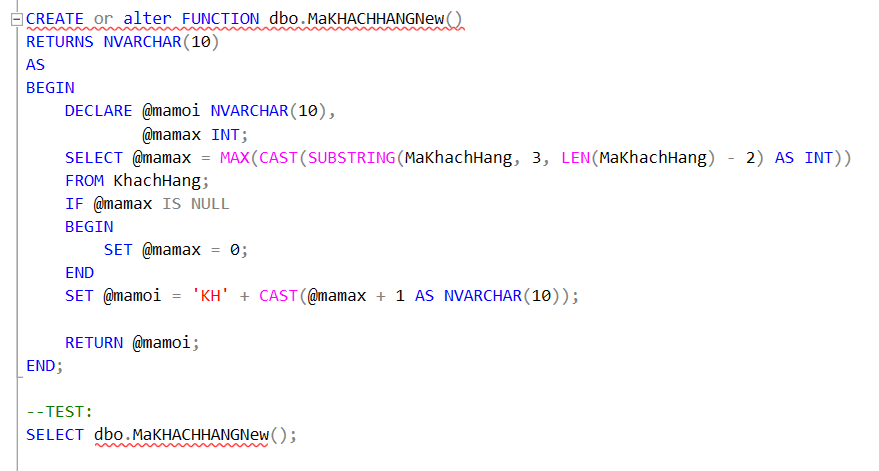 CREATE or alter FUNCTION dbo.MaKHACHHANGNew()
RETURNS NVARCHAR(10)
AS
BEGIN
    DECLARE @mamoi NVARCHAR(10),
            @mamax INT;
    SELECT @mamax = MAX(CAST(SUBSTRING(MaKhachHang, 3, LEN(MaKhachHang) - 2) AS INT))
    FROM KhachHang;
    IF @mamax IS NULL
    BEGIN
        SET @mamax = 0;
    END
    SET @mamoi = 'KH' + CAST(@mamax + 1 AS NVARCHAR(10));

    RETURN @mamoi;
END;

--TEST:
SELECT dbo.MaKHACHHANGNew();